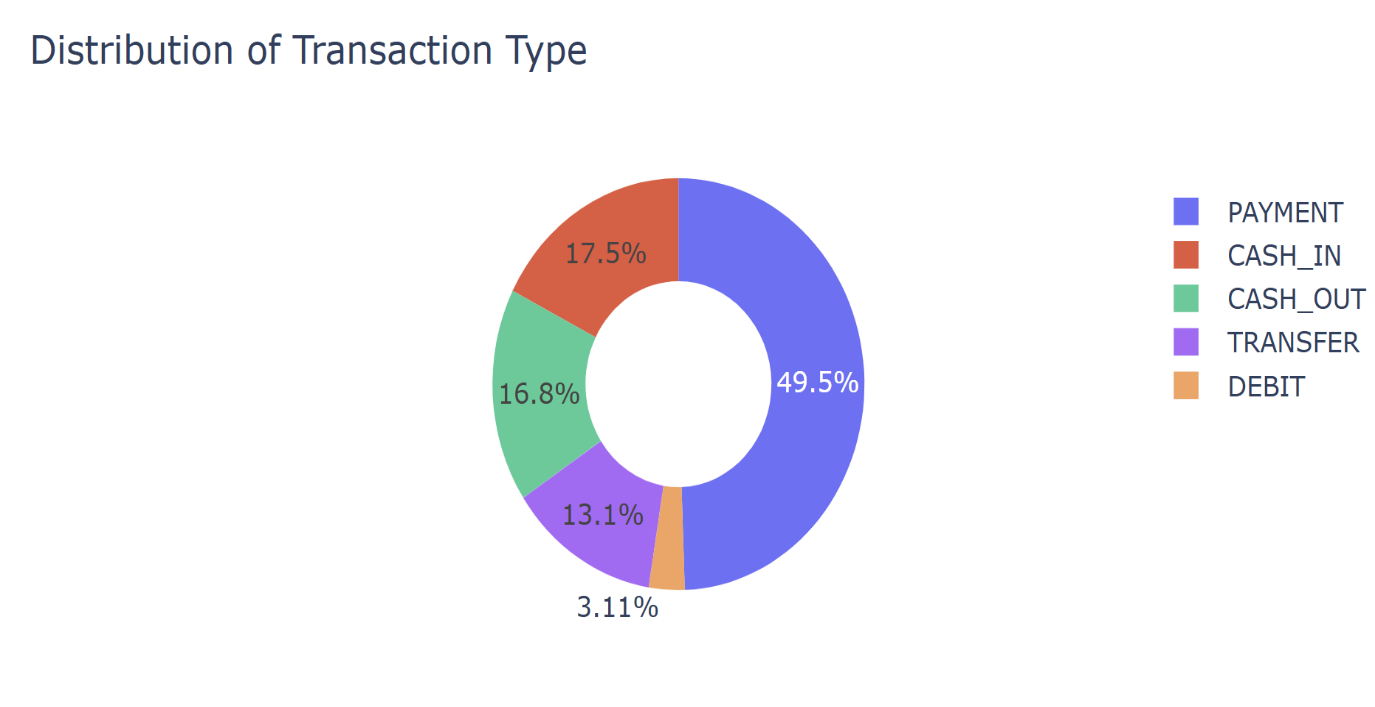 Distribution of Transaction Type
17.5%
49.5%
16.8%
13.1%
3.11%
PAYMENT
CASH_IN
CASH_OUT
TRANSFER
DEBIT